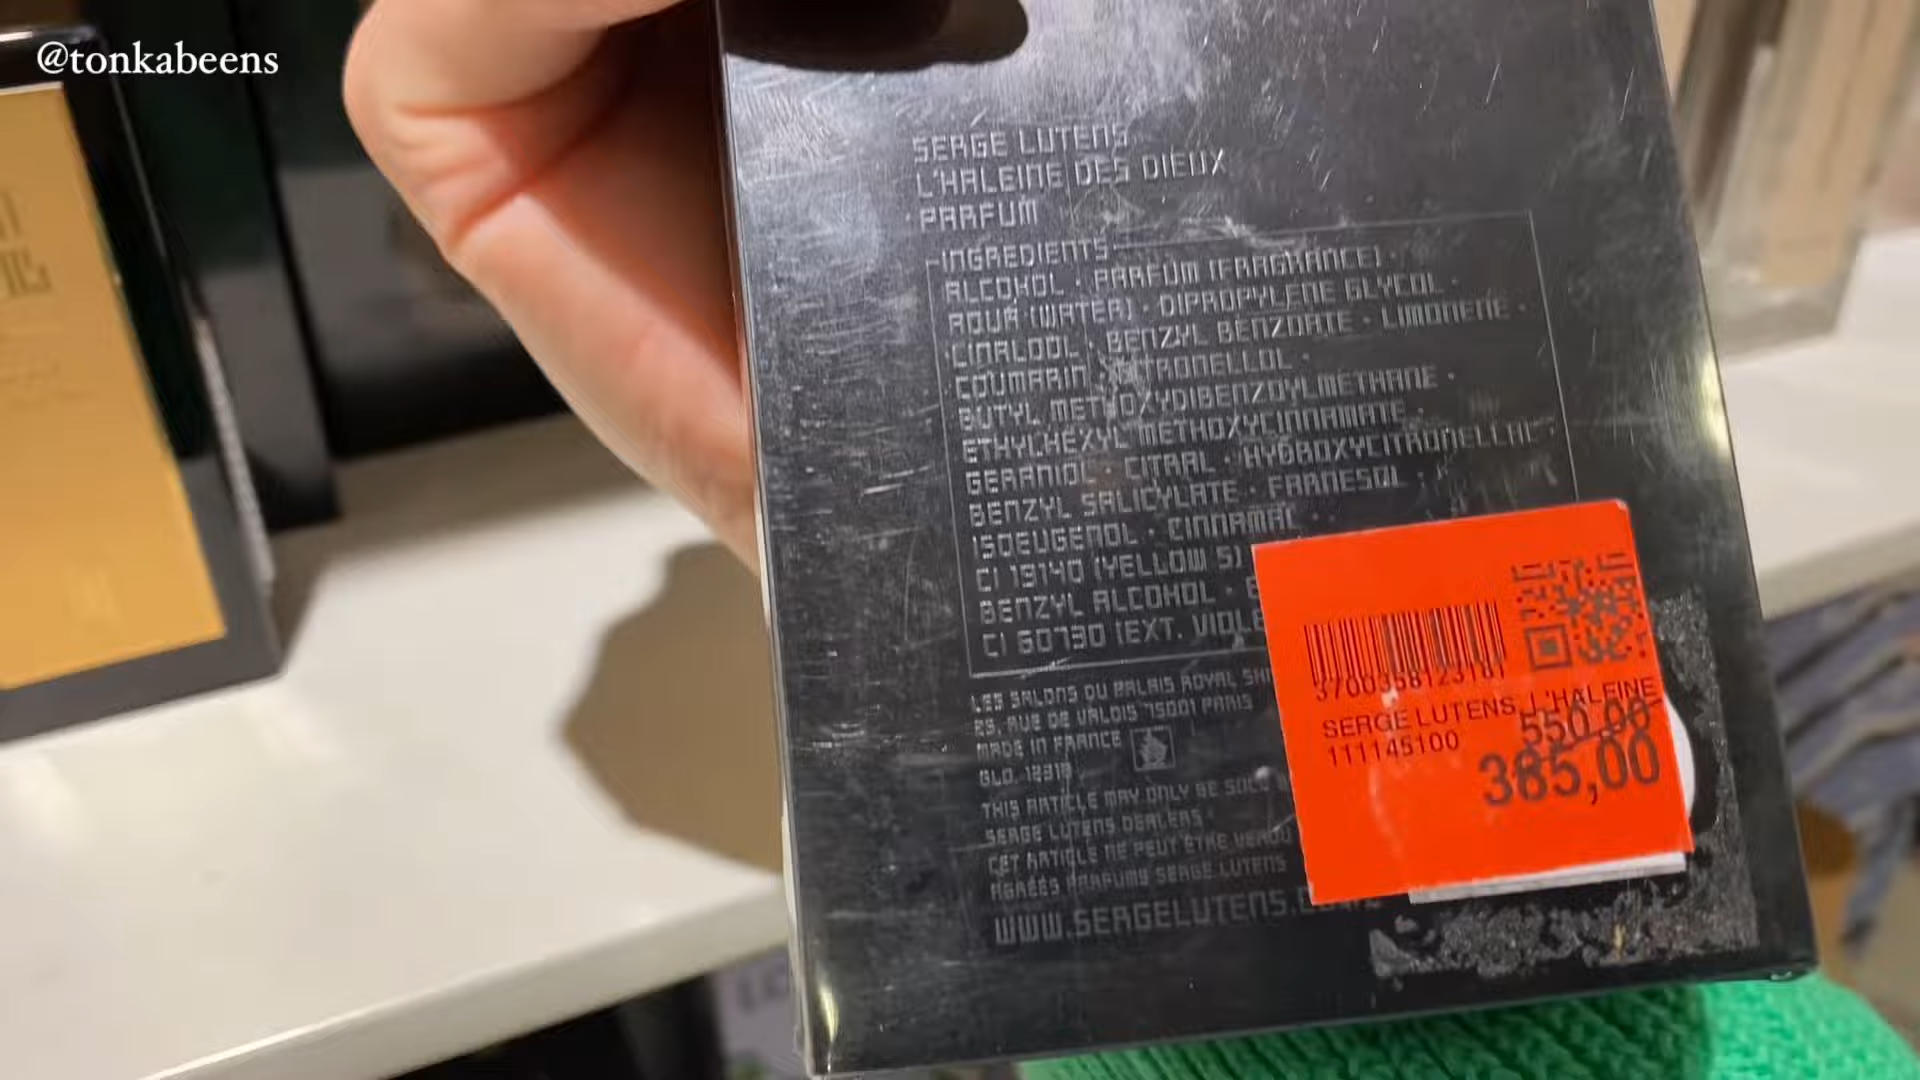 @tonkabeens
SERGE LUTENS
L'HALEINE DES DIEUX
PARFUM
INGREDIENTS
ALCOHOL · PARFUM (FRAGRANCE) ·
AQUA (WATER) · DIPROPYLENE GLYCOL ·
LINALOOL · BENZYL BENZOATE · LIMONENE ·
COUMARIN
BUTYL METHOXYDIBENZOYLMETHANE ·
ETHYLHEXYL METHOXYCINNAMATE ·
GERANIOL · CITRAL · HYDROXYCITRONELLAL ·
BENZYL SALICYLATE · FARNESOL ·
ISOEUGENOL · CINNAMAL ·
CI 19140 (YELLOW 5)
BENZYL ALCOHOL ·
CI 60730 (EXT. VIOLE
LES SALONS DU PALAIS ROYAL
25, RUE DE VALOIS 75001 PARIS
MADE IN FRANCE
THIS ARTICLE MAY ONLY BE SOLD
SERGE LUTENS DEALERS.
CET ARTICLE NE PEUT ÊTRE VENDU
AGRÉÉS PARFUMS SERGE LUTENS
WWW.SERGELUTENS.
3700358123181
SERGE LUTENS, L'HALEINE
550,00
111145100
385,00